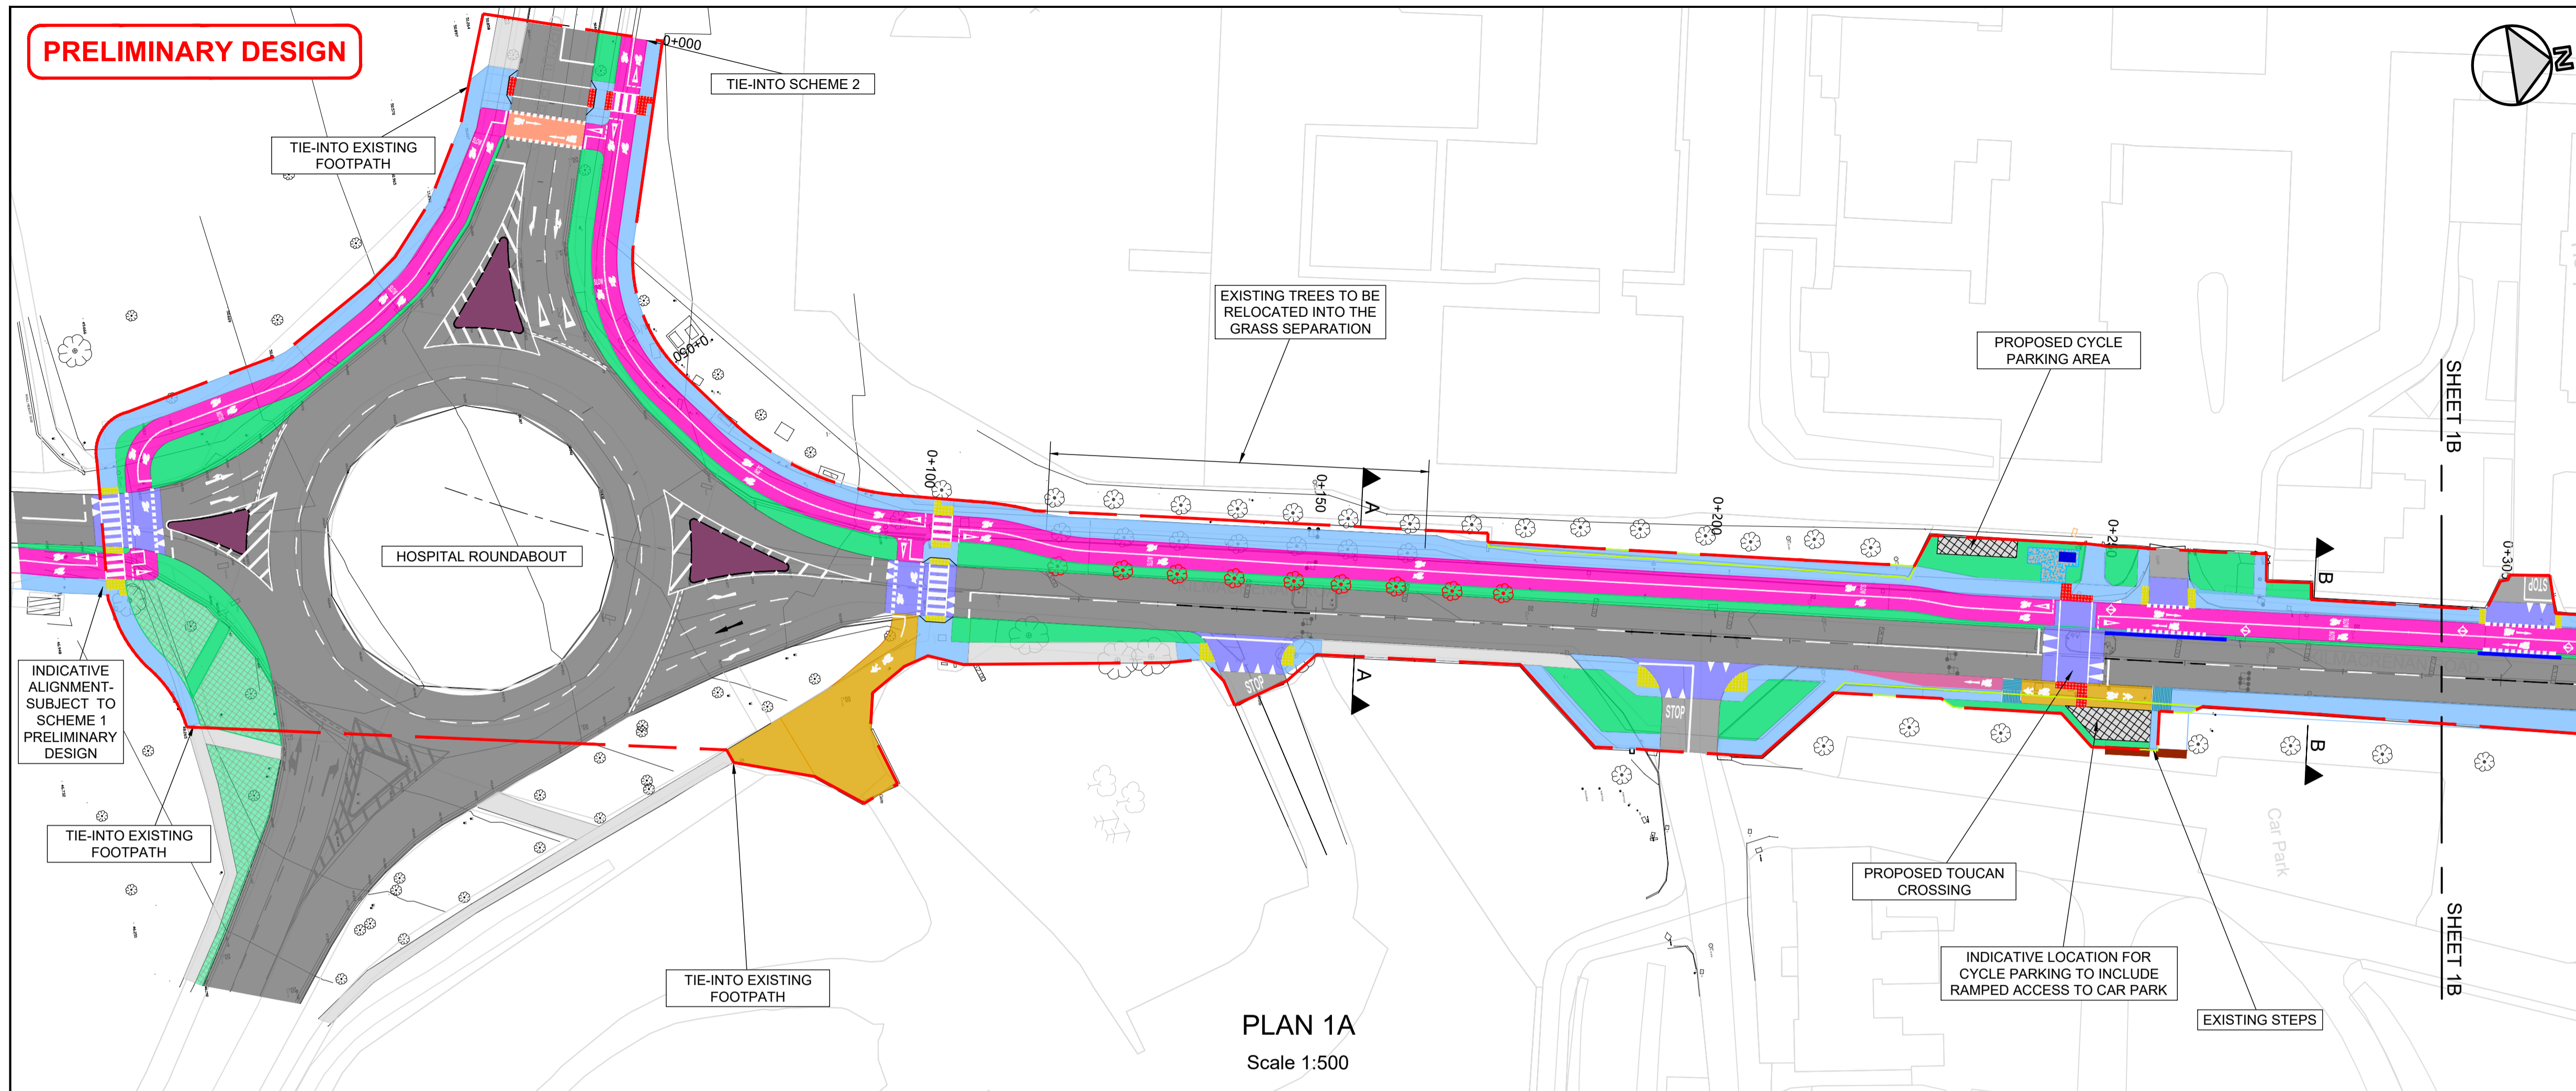 PRELIMINARY DESIGN
0+000
TIE-INTO SCHEME 2
N
TIE-INTO EXISTING
FOOTPATH
EXISTING TREES TO BE
RELOCATED INTO THE
GRASS SEPARATION
PROPOSED CYCLE
PARKING AREA
SHEET 1B
0+050
0+100
0+150
A
0+200
B
0+300
STOP
HOSPITAL ROUNDABOUT
INDICATIVE
ALIGNMENT-
SUBJECT TO
SCHEME 1
PRELIMINARY
DESIGN
STOP
A
STOP
B
TIE-INTO EXISTING
FOOTPATH
Car Park
PROPOSED TOUCAN
CROSSING
TIE-INTO EXISTING
FOOTPATH
INDICATIVE LOCATION FOR
CYCLE PARKING TO INCLUDE
RAMPED ACCESS TO CAR PARK
SHEET 1B
EXISTING STEPS
PLAN 1A
Scale 1:500